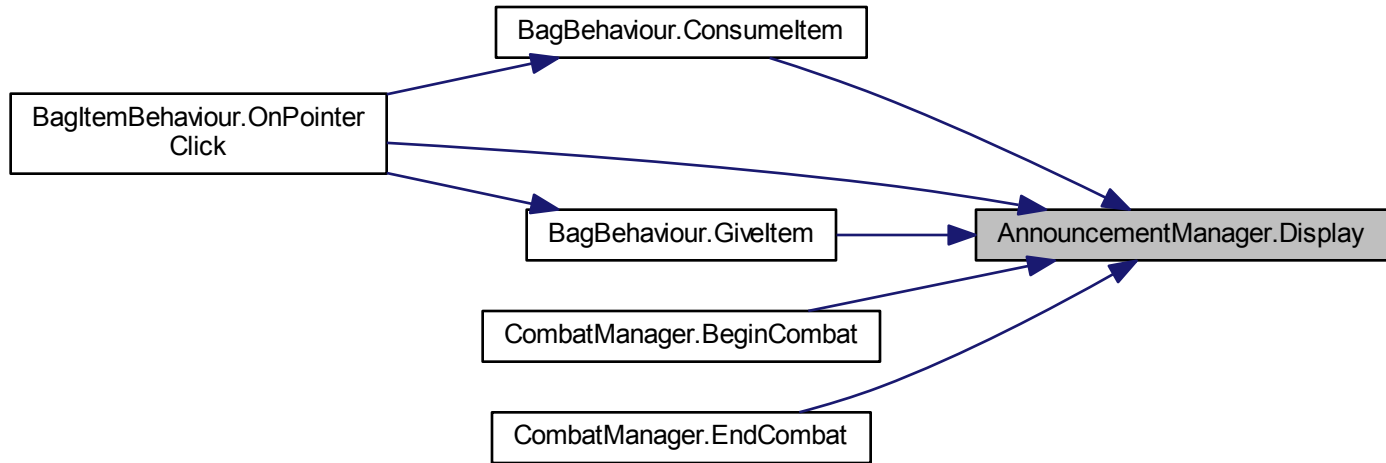 BagBehaviour.ConsumeItem
BagItemBehaviour.OnPointer
Click
BagBehaviour.GiveItem
AnnouncementManager.Display
CombatManager.BeginCombat
CombatManager.EndCombat